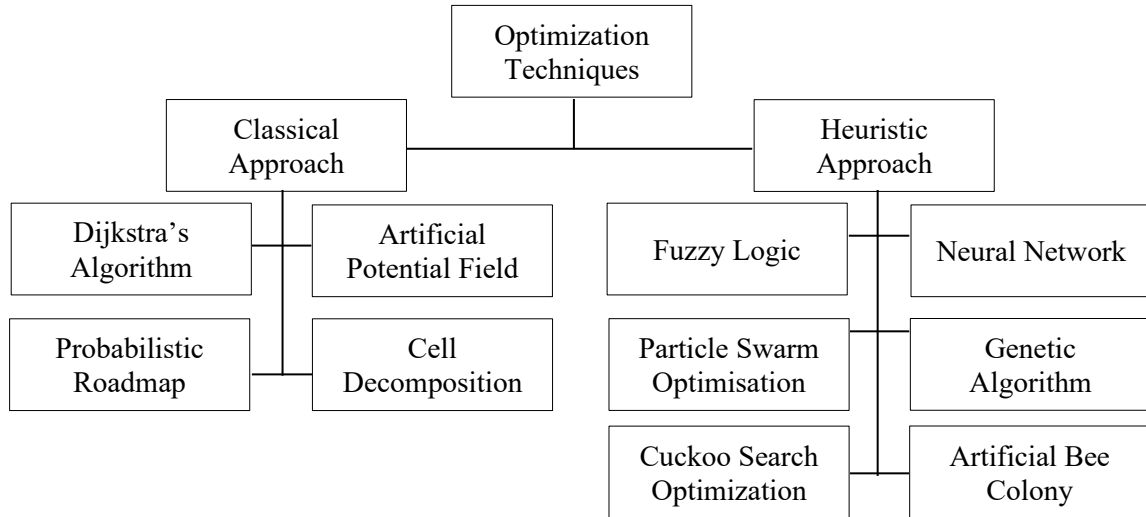 Optimization
Techniques
Classical
Approach
Heuristic
Approach
Dijkstra’s
Algorithm
Artificial
Potential Field
Fuzzy Logic
Neural Network
Probabilistic
Roadmap
Cell
Decomposition
Particle Swarm
Optimisation
Genetic
Algorithm
Cuckoo Search
Optimization
Artificial Bee
Colony